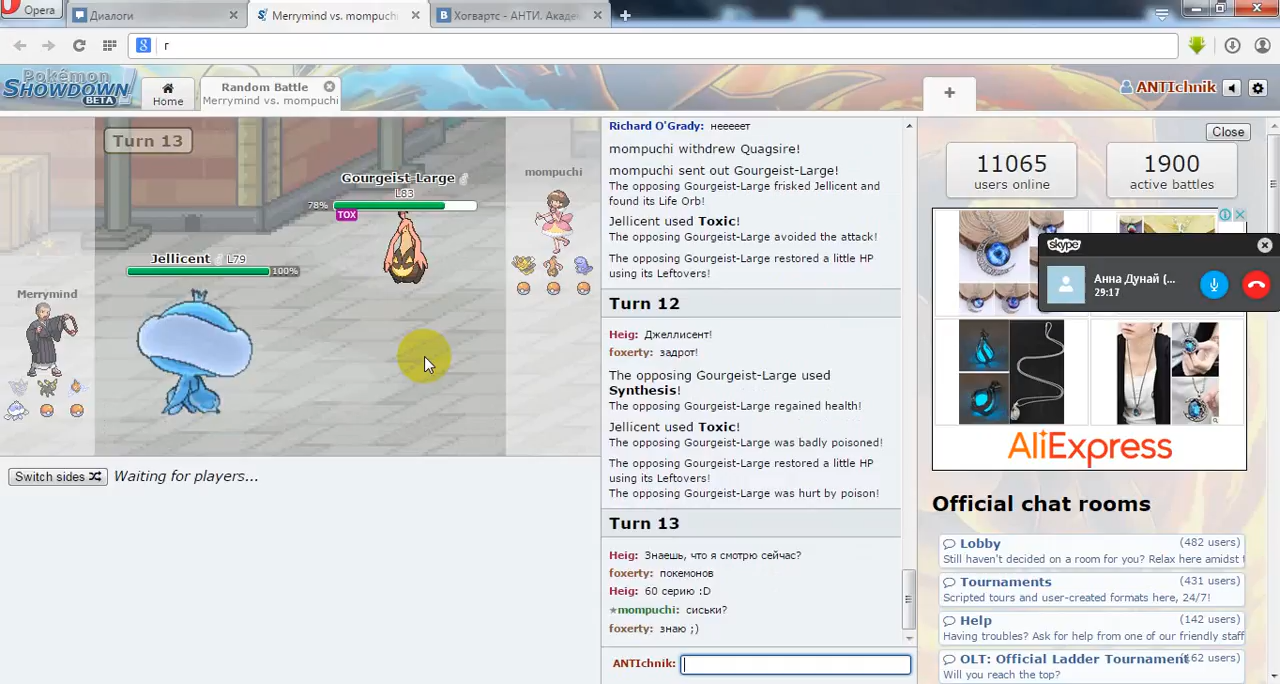 Opera
Диалоги
Merrymind vs. mompuchi
Хогвартс - АНТИ. Акаде
г
Pokémon
SHOWDOWN
BETA
Home
Random Battle
Merrymind vs. mompuchi
+
ANTIchnik
Turn 13
Gourgeist-Large L83
78%
TOX
Jellicent L79
100%
Merrymind
mompuchi
Switch sides
Waiting for players...
Richard O'Grady: нееееет
mompuchi withdrew Quagsire!
mompuchi sent out Gourgeist-Large!
The opposing Gourgeist-Large frisked Jellicent and
found its Life Orb!
Jellicent used Toxic!
The opposing Gourgeist-Large avoided the attack!
The opposing Gourgeist-Large restored a little HP
using its Leftovers!
Turn 12
Heig: Джеллисент!
foxerty: задрот!
The opposing Gourgeist-Large used
Synthesis!
The opposing Gourgeist-Large regained health!
Jellicent used Toxic!
The opposing Gourgeist-Large was badly poisoned!
The opposing Gourgeist-Large restored a little HP
using its Leftovers!
The opposing Gourgeist-Large was hurt by poison!
Turn 13
Heig: Знаешь, что я смотрю сейчас?
foxerty: покемонов
Heig: 60 серию :D
★mompuchi: сиськи?
foxerty: знаю ;)
ANTIchnik:
Close
11065
users online
1900
active battles
skype
Анна Дунай (...
29:17
AliExpress
Official chat rooms
Lobby (482 users)
Still haven't decided on a room for you? Relax here amidst t
Tournaments (431 users)
Scripted tours and user-created formats here, 24/7!
Help (142 users)
Having troubles? Ask for help from one of our friendly staff
OLT: Official Ladder Tournament (162 users)
Will you reach the top?